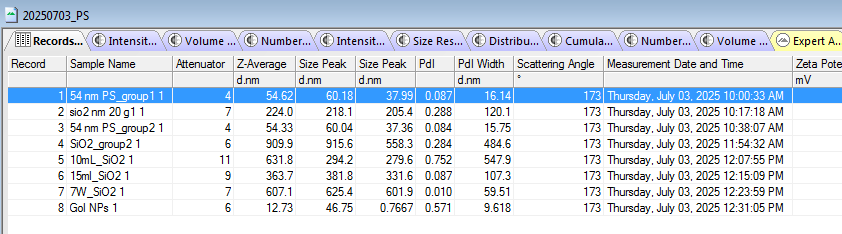 20250703_PS
Records... Intensit... Volume ... Number... Intensit... Size Res... Distribu... Cumula... Number... Volume ... Expert A...
Record Sample Name Attenuator Z-Average Size Peak Size Peak PdI PdI Width Scattering Angle Measurement Date and Time Zeta Pote
d.nm d.nm d.nm d.nm ° mV
1 54 nm PS_group1 1 4 54.62 60.18 37.99 0.087 16.14 173 Thursday, July 03, 2025 10:00:33 AM
2 sio2 nm 20 g1 1 7 224.0 218.1 205.4 0.288 120.1 173 Thursday, July 03, 2025 10:17:18 AM
3 54 nm PS_group2 1 4 54.33 60.04 37.36 0.084 15.75 173 Thursday, July 03, 2025 10:38:07 AM
4 SiO2_group2 1 6 909.9 915.6 558.3 0.284 484.6 173 Thursday, July 03, 2025 11:54:32 AM
5 10mL_SiO2 1 11 631.8 294.2 279.6 0.752 547.9 173 Thursday, July 03, 2025 12:07:55 PM
6 15ml_SiO2 1 9 363.7 381.8 331.6 0.087 107.3 173 Thursday, July 03, 2025 12:15:09 PM
7 7W_SiO2 1 7 607.1 625.4 601.9 0.010 59.51 173 Thursday, July 03, 2025 12:23:59 PM
8 Gol NPs 1 6 12.73 46.75 0.7667 0.571 9.618 173 Thursday, July 03, 2025 12:31:05 PM